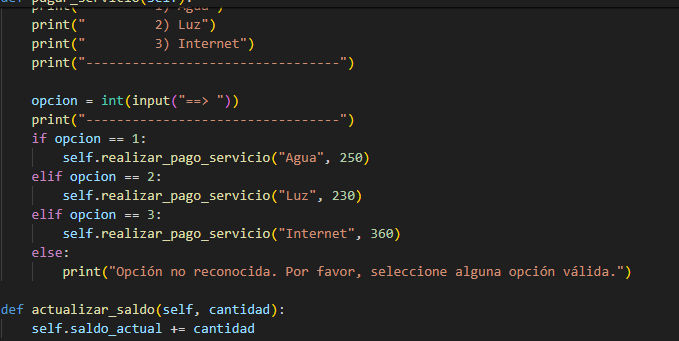 def pagar_servicio(self):
print("         1) Agua")
print("         2) Luz")
print("         3) Internet")
print("---------------------------------")
opcion = int(input("==> "))
print("---------------------------------")
if opcion == 1:
self.realizar_pago_servicio("Agua", 250)
elif opcion == 2:
self.realizar_pago_servicio("Luz", 230)
elif opcion == 3:
self.realizar_pago_servicio("Internet", 360)
else:
print("Opción no reconocida. Por favor, seleccione alguna opción válida.")
def actualizar_saldo(self, cantidad):
self.saldo_actual += cantidad